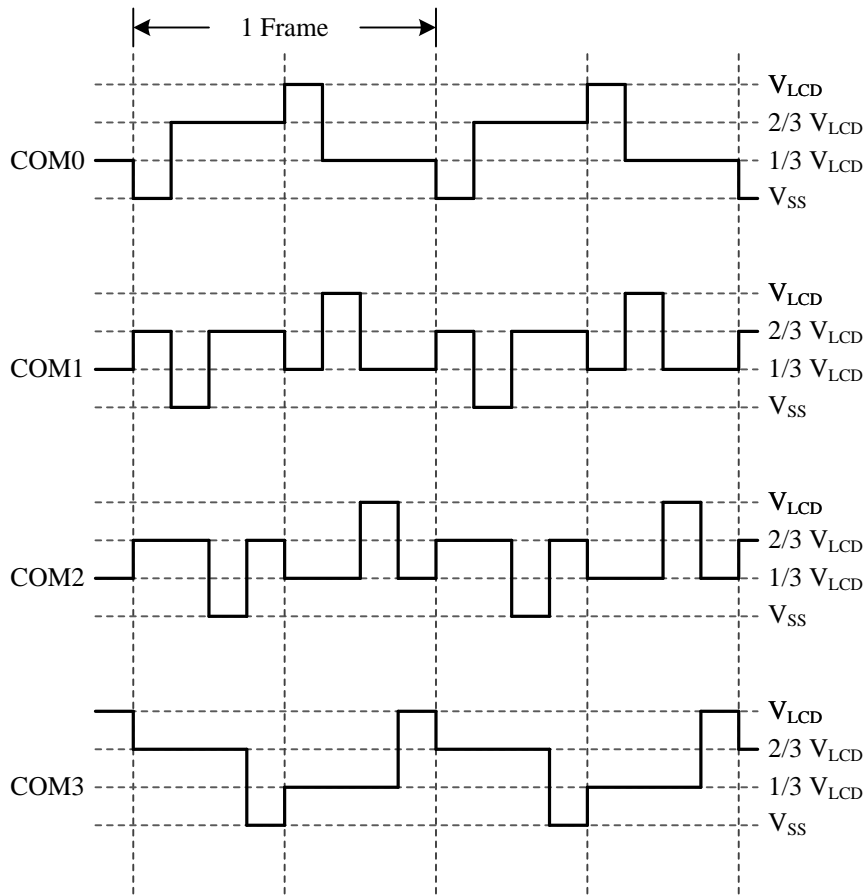 1 Frame
V_LCD
2/3 V_LCD
COM0 1/3 V_LCD
V_SS
V_LCD
2/3 V_LCD
COM1 1/3 V_LCD
V_SS
V_LCD
2/3 V_LCD
COM2 1/3 V_LCD
V_SS
V_LCD
2/3 V_LCD
COM3 1/3 V_LCD
V_SS